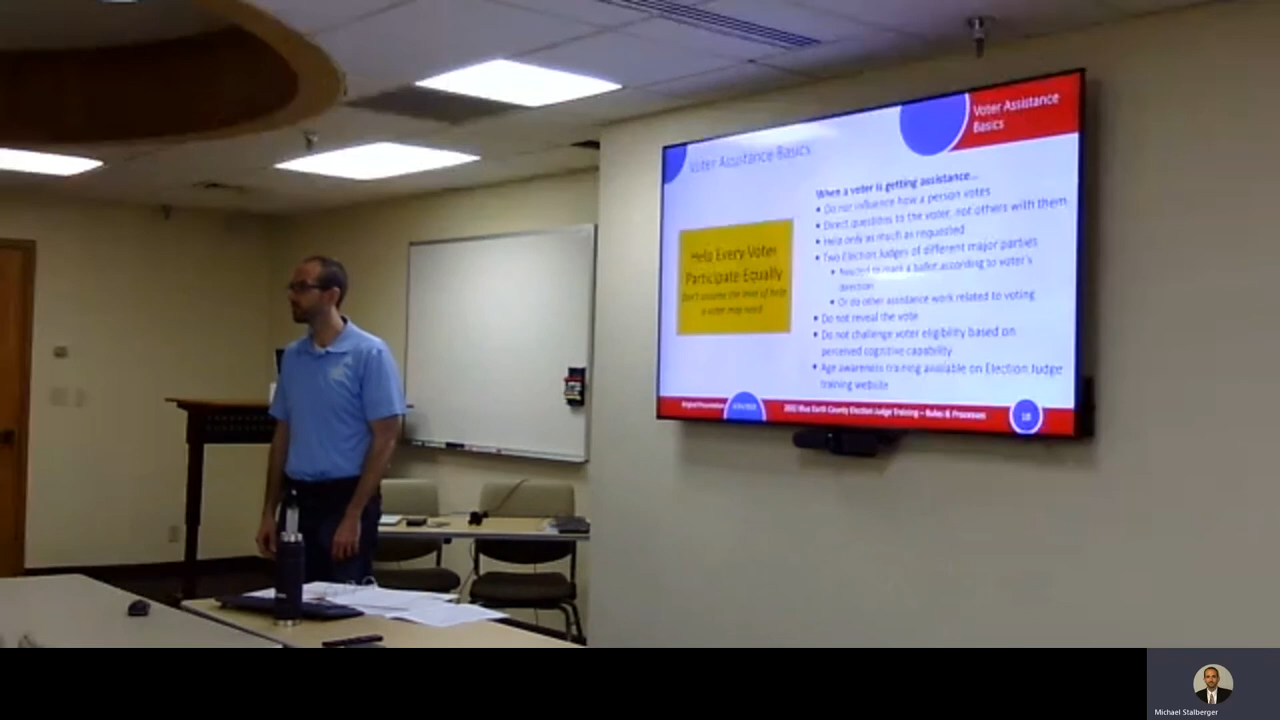 Voter Assistance
Basics
Voter Assistance Basics
When a voter is getting assistance...
• Do not influence how a person votes
• Direct questions to the voter, not others with them
• Help only as much as requested
• Two Election Judges of different major parties
• Needed to mark a ballot according to voter's
direction
• Or do other assistance work related to voting
• Do not reveal the vote
• Do not challenge voter eligibility based on
perceived cognitive capability
• Age awareness training available on Election Judge
training website
Help Every Voter
Participate Equally
Don't assume the level of help
a voter may need
Original Presentation
2022 Blue Earth County Election Judge Training – Rules & Processes
18
Michael Stalberger